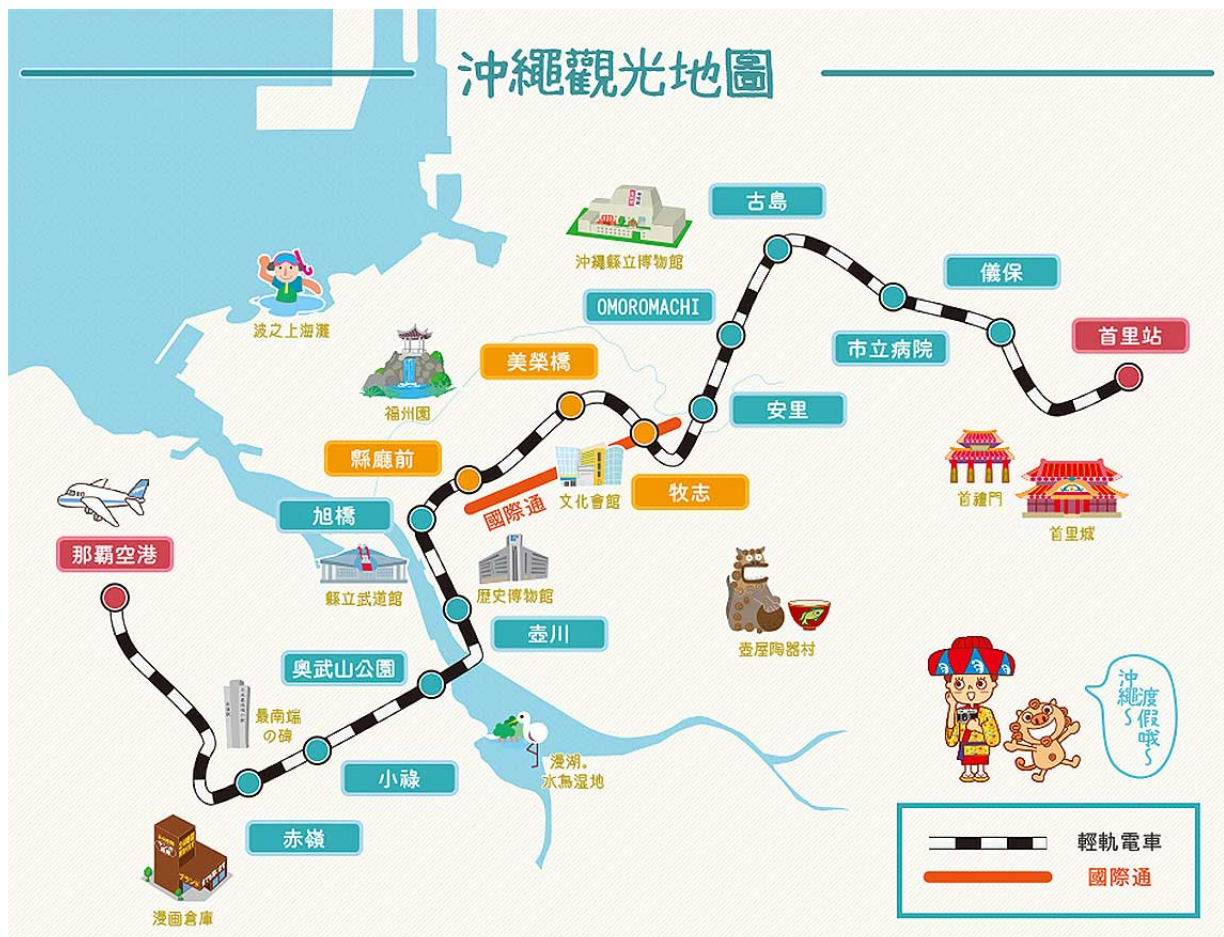 沖繩觀光地圖
古島
沖繩縣立博物館
儀保
OMOROMACHI
波之上海灘
首里站
市立病院
美榮橋
福州園
安里
縣廳前
首禮門
牧志
文化會館
國際通
旭橋
首里城
那霸空港
縣立武道館
歷史博物館
壺川
壺屋陶器村
奧武山公園
沖繩~
渡假哦~
最南端
の碑
漫湖。
水鳥湿地
小祿
赤嶺
輕軌電車
國際通
漫画倉庫